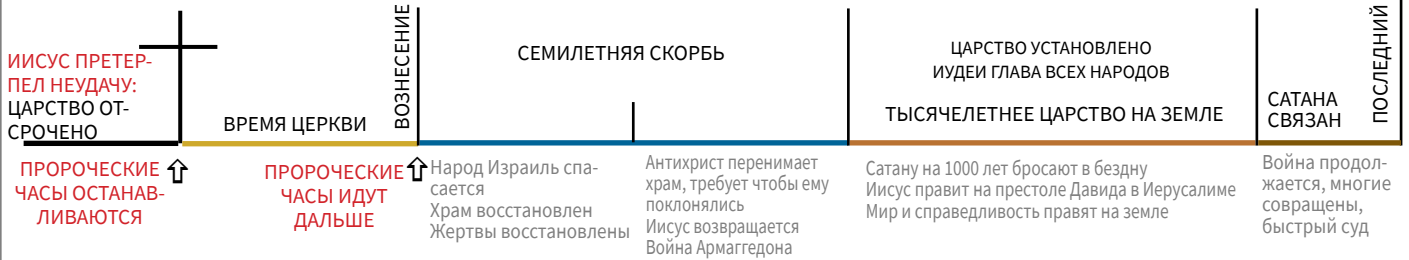 ИИСУС ПРЕТЕР-
ПЕЛ НЕУДАЧУ:
ЦАРСТВО ОТ-
СРОЧЕНО
ВРЕМЯ ЦЕРКВИ
ВОЗНЕСЕНИЕ
СЕМИЛЕТНЯЯ СКОРБЬ
ЦАРСТВО УСТАНОВЛЕНО
ИУДЕИ ГЛАВА ВСЕХ НАРОДОВ
ТЫСЯЧЕЛЕТНЕЕ ЦАРСТВО НА ЗЕМЛЕ
САТАНА
СВЯЗАН
ПОСЛЕДНИЙ
ПРОРОЧЕСКИЕ
ЧАСЫ ОСТАНАВ-
ЛИВАЮТСЯ
ПРОРОЧЕСКИЕ
ЧАСЫ ИДУТ
ДАЛЬШЕ
Народ Израиль спа-
сается
Храм восстановлен
Жертвы восстановлены
Антихрист перенимает
храм, требует чтобы ему
поклонялись
Иисус возвращается
Война Армаггедона
Сатану на 1000 лет бросают в бездну
Иисус правит на престоле Давида в Иерусалиме
Мир и справедливость правят на земле
Война продол-
жается, многие
совращены,
быстрый суд